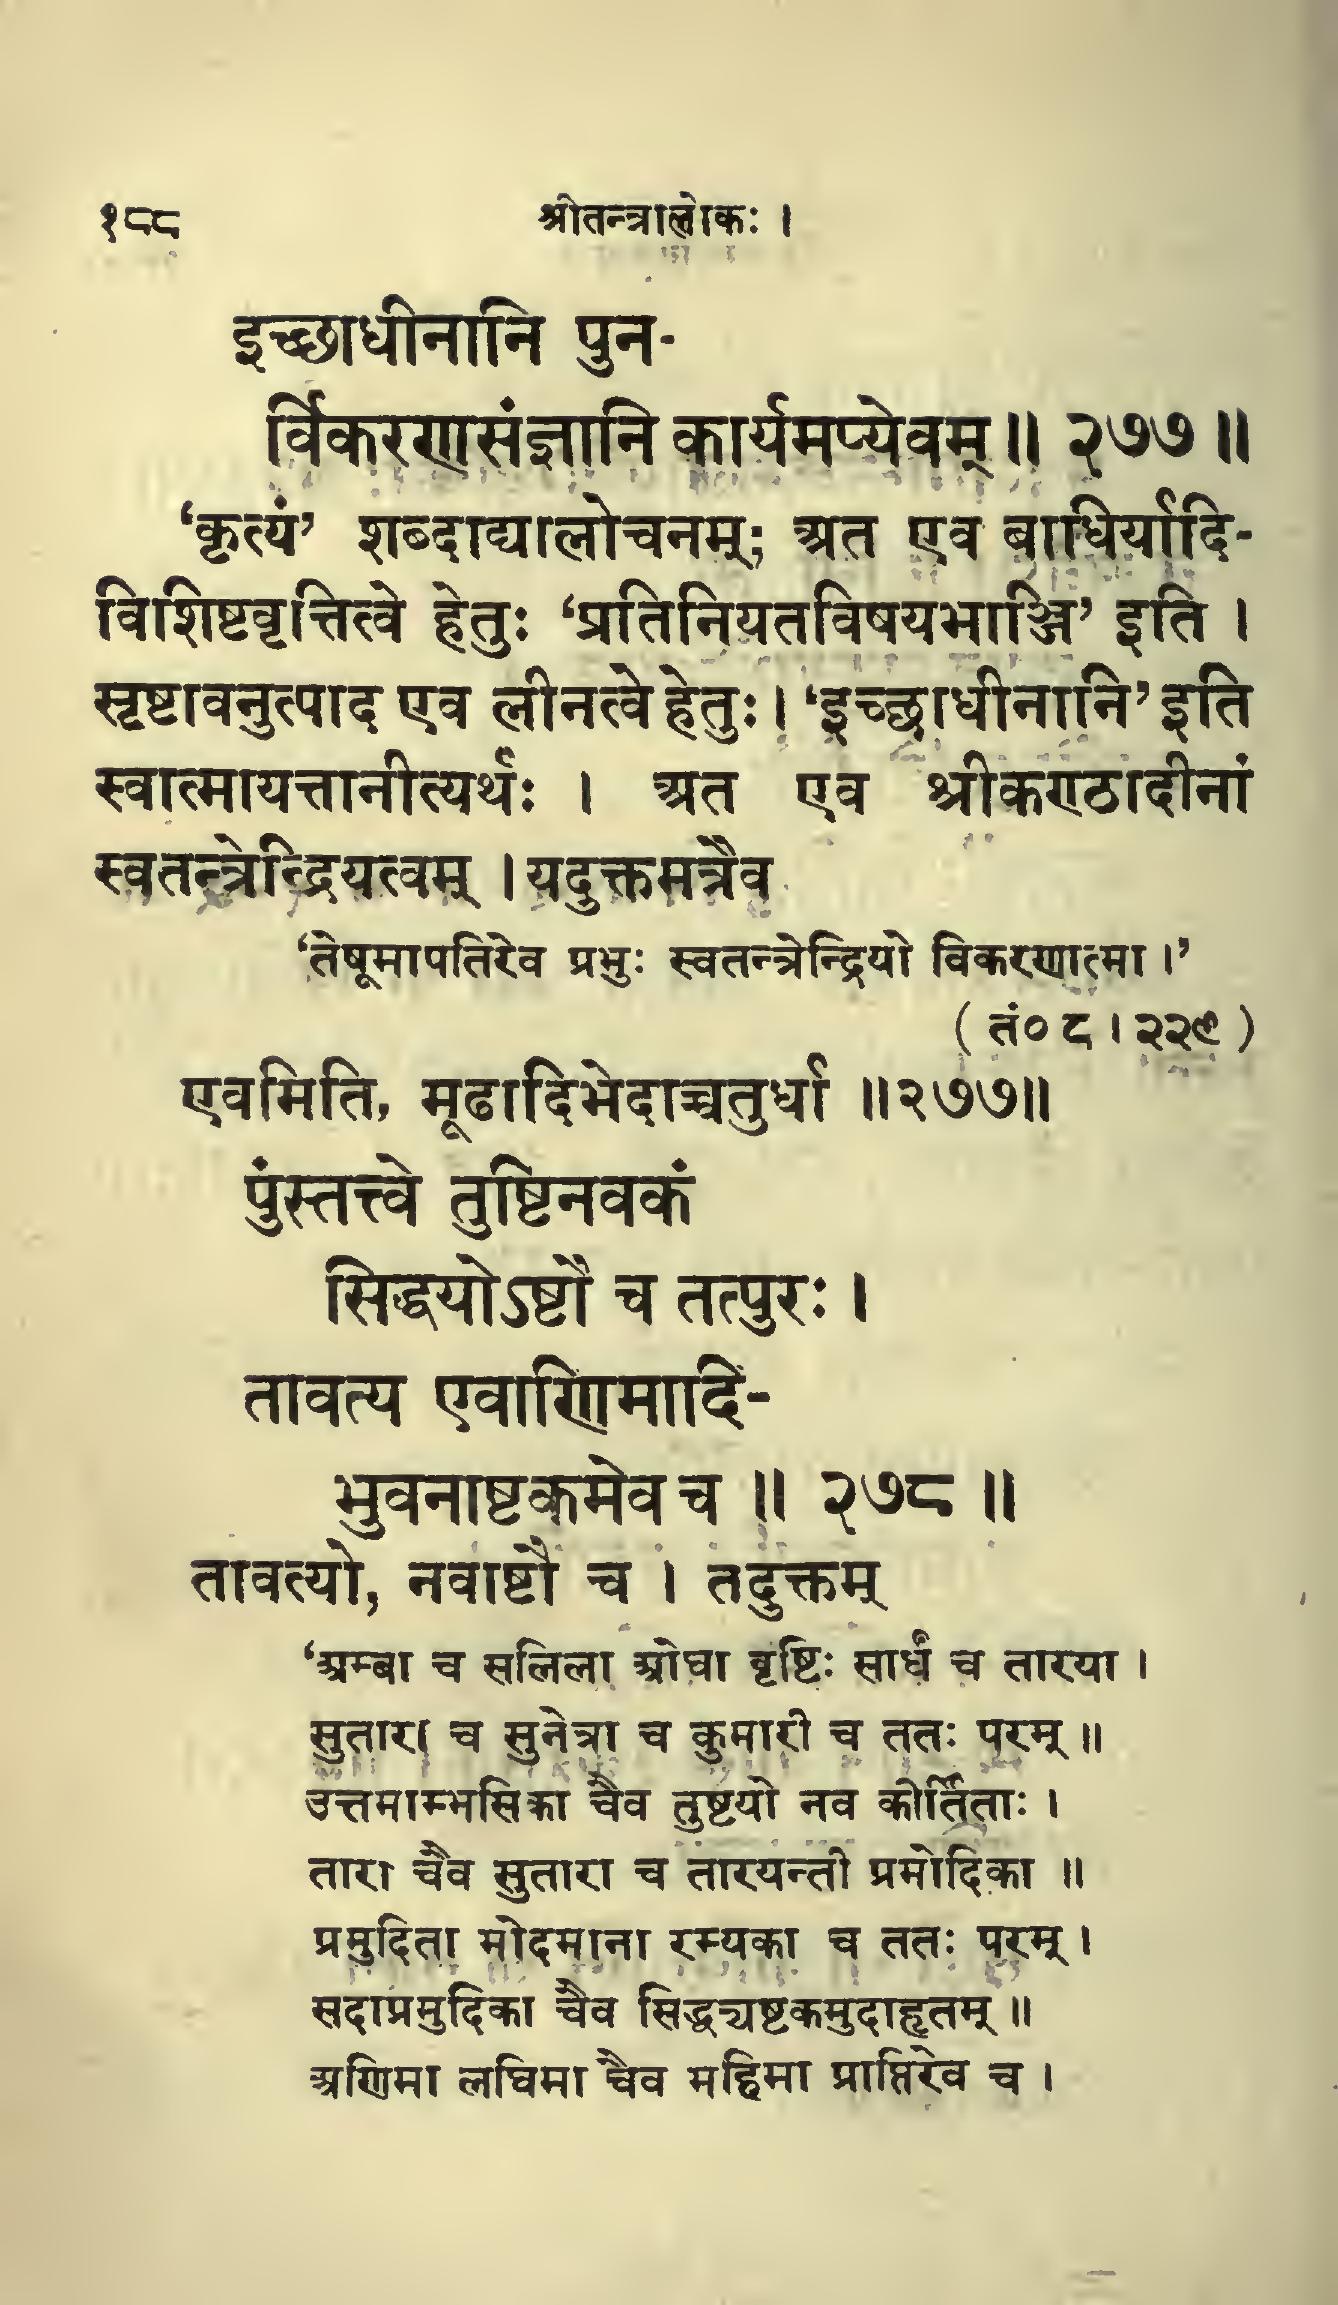 १८८ श्रीतन्त्रालोकः ।
इच्छाधीनानि पुन-
र्विकरणसंज्ञानि कार्यमप्येवम् ॥ २७७ ॥
‘कृत्यं’ शब्दाद्यालोचनम्; अत एव बाधिर्यादि-
विशिष्टवृत्तित्वे हेतुः ‘प्रतिनियतविषयभाञ्जि’ इति ।
सृष्टावनुत्पाद एव लीनत्वे हेतुः । ‘इच्छाधीनानि’ इति
स्वात्मायत्तानीत्यर्थः । अत एव श्रीकण्ठादीनां
स्वतन्त्रेन्द्रियत्वम् । यदुक्तमत्रैव
‘तेषूमापतिरेव प्रभुः स्वतन्त्रेन्द्रियो विकरणात्मा ।’
( तं० ८ । २२९ )
एवमिति, मूढादिभेदाच्चतुर्धा ॥२७७॥
पुंस्तत्त्वे तुष्टिनवकं
सिद्धयोऽष्टौ च तत्पुरः ।
तावत्य एवाणिमादि-
भुवनाष्टकमेव च ॥ २७८ ॥
तावत्यो, नवाष्टौ च । तदुक्तम्
‘अम्बा च सलिला ओघा वृष्टिः सार्धं च तारया ।
सुतारा च सुनेत्रा च कुमारी च ततः परम् ॥
उत्तमाम्भसिका चैव तुष्टयो नव कीर्तिताः ।
तारा चैव सुतारा च तारयन्ती प्रमोदिका ॥
प्रमुदिता मोदमाना रम्यका च ततः परम् ।
सदाप्रमुदिका चैव सिद्ध्यष्टकमुदाहृतम् ॥
अणिमा लघिमा चैव महिमा प्राप्तिरेव च ।